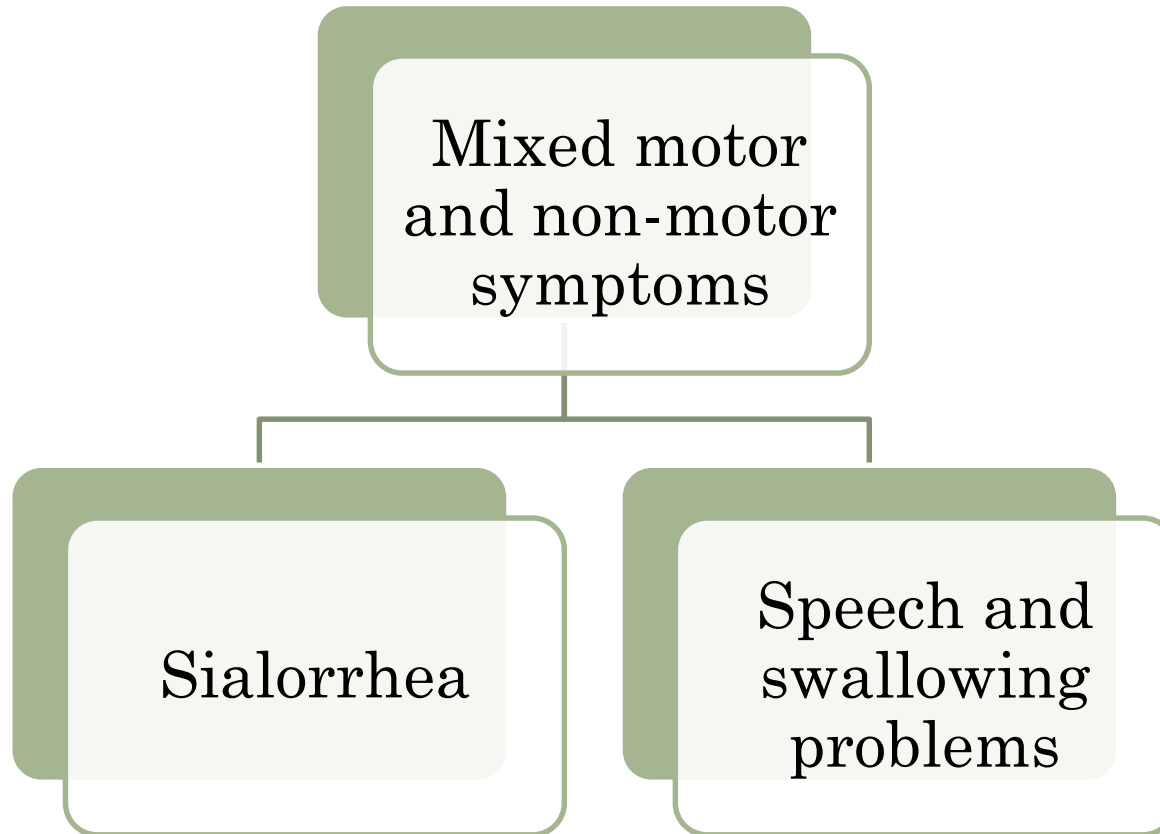 Mixed motor
and non-motor
symptoms
Sialorrhea
Speech and
swallowing
problems